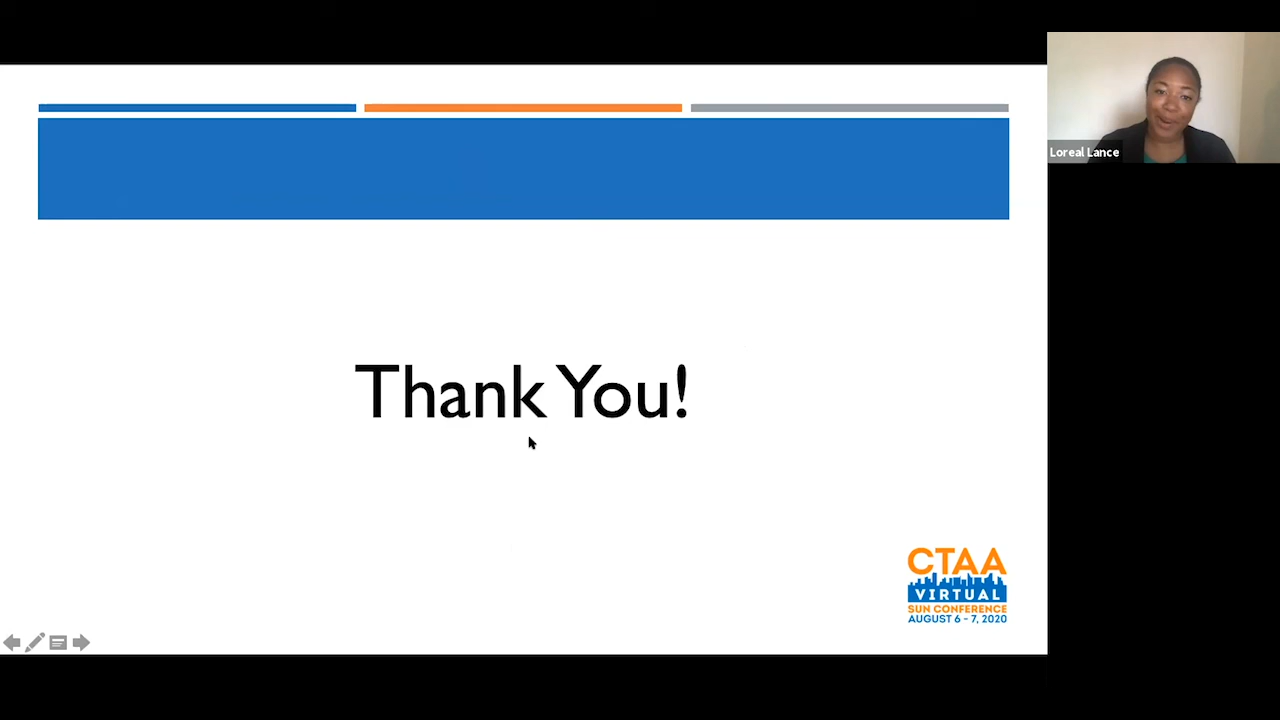 Loreal Lance
Thank You!
CTAA
VIRTUAL
SUN CONFERENCE
AUGUST 6 - 7, 2020